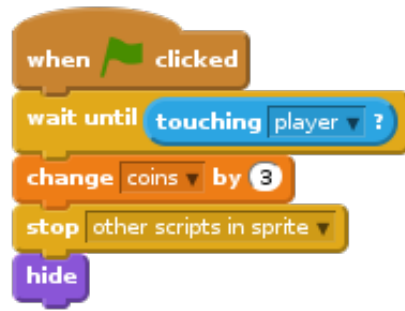 when clicked
wait until touching player ?
change coins by 3
stop other scripts in sprite
hide